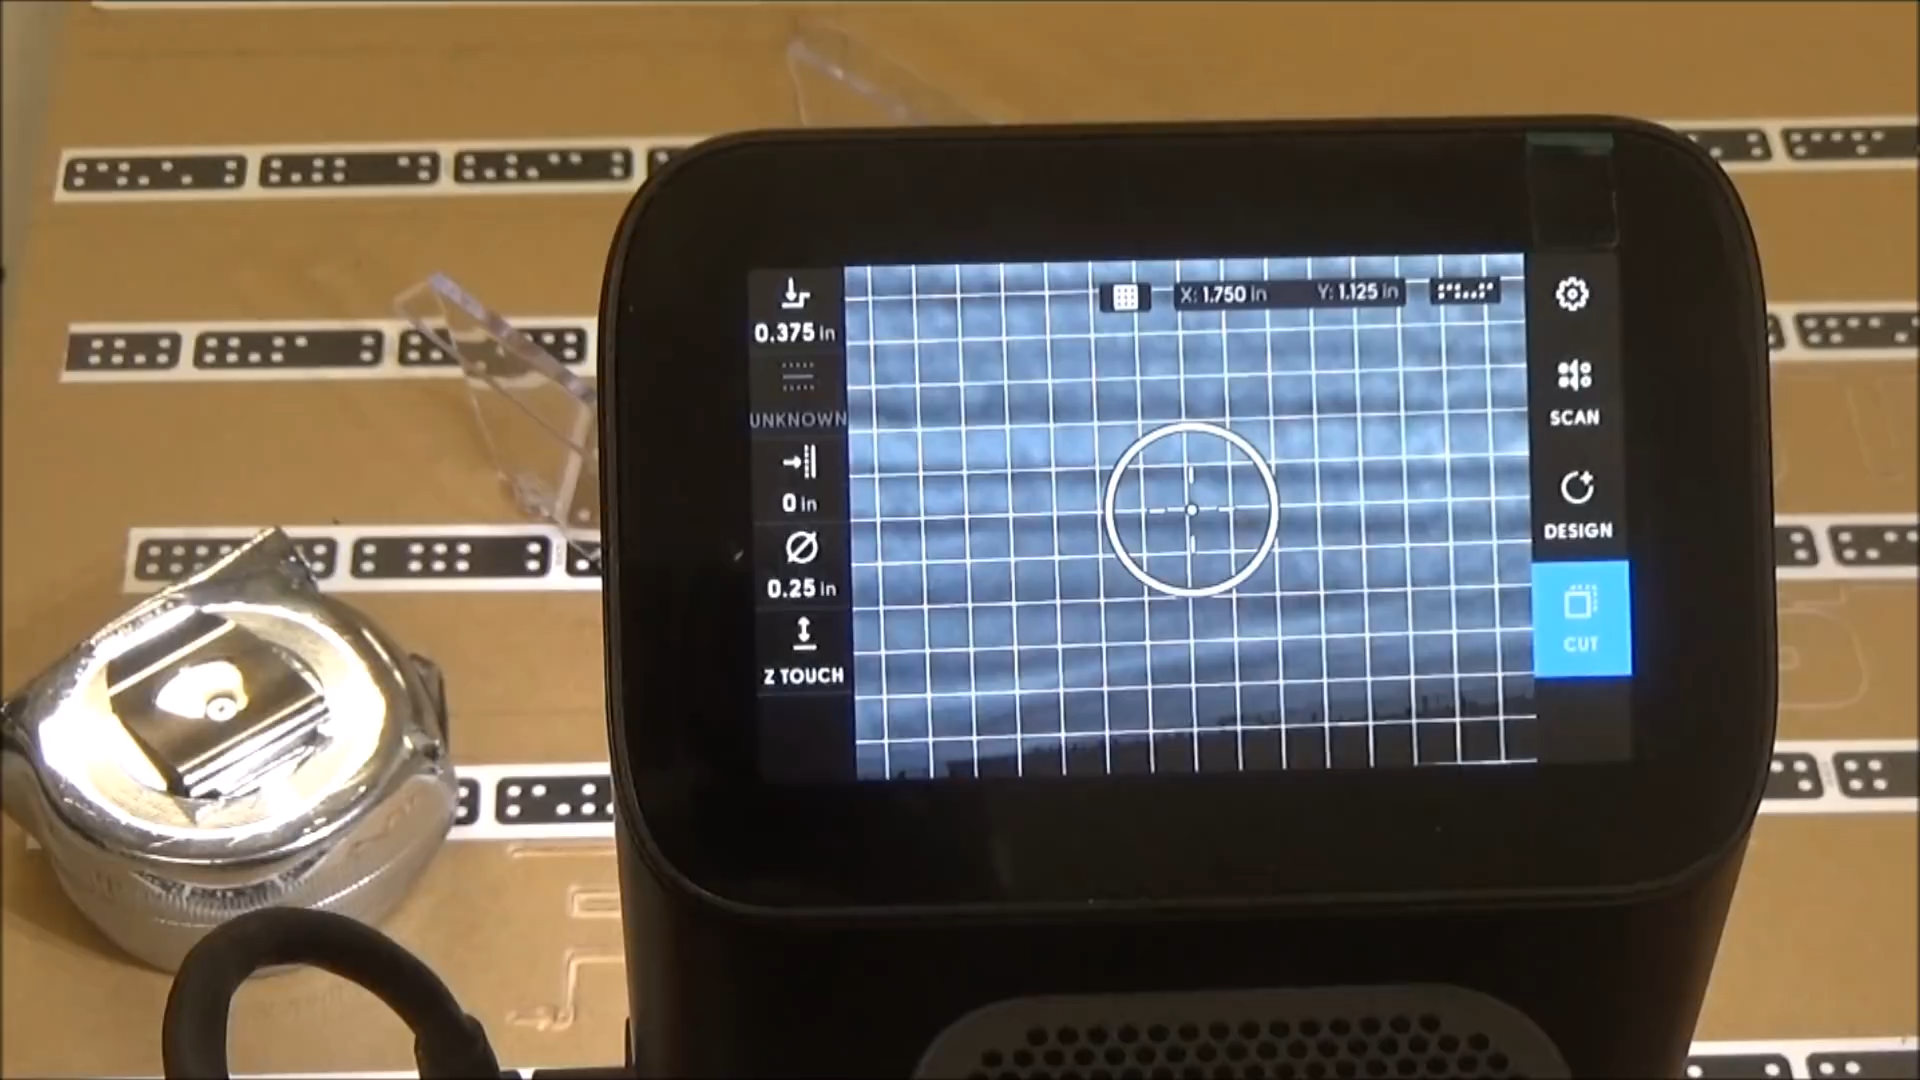 0.375 in
UNKNOWN
0 in
0.25 in
Z TOUCH
X: 1.750 in Y: 1.125 in
SCAN
DESIGN
CUT